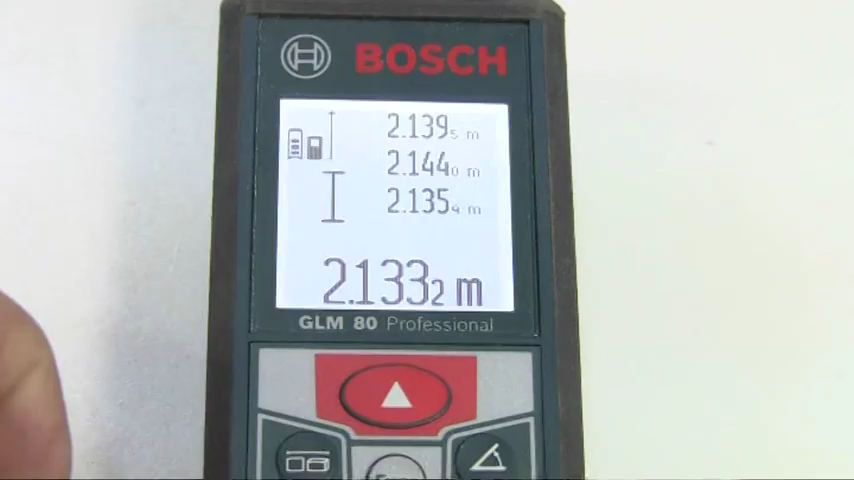 BOSCH
2.1395 m
2.1440 m
2.1354 m
2.1332 m
GLM 80 Professional